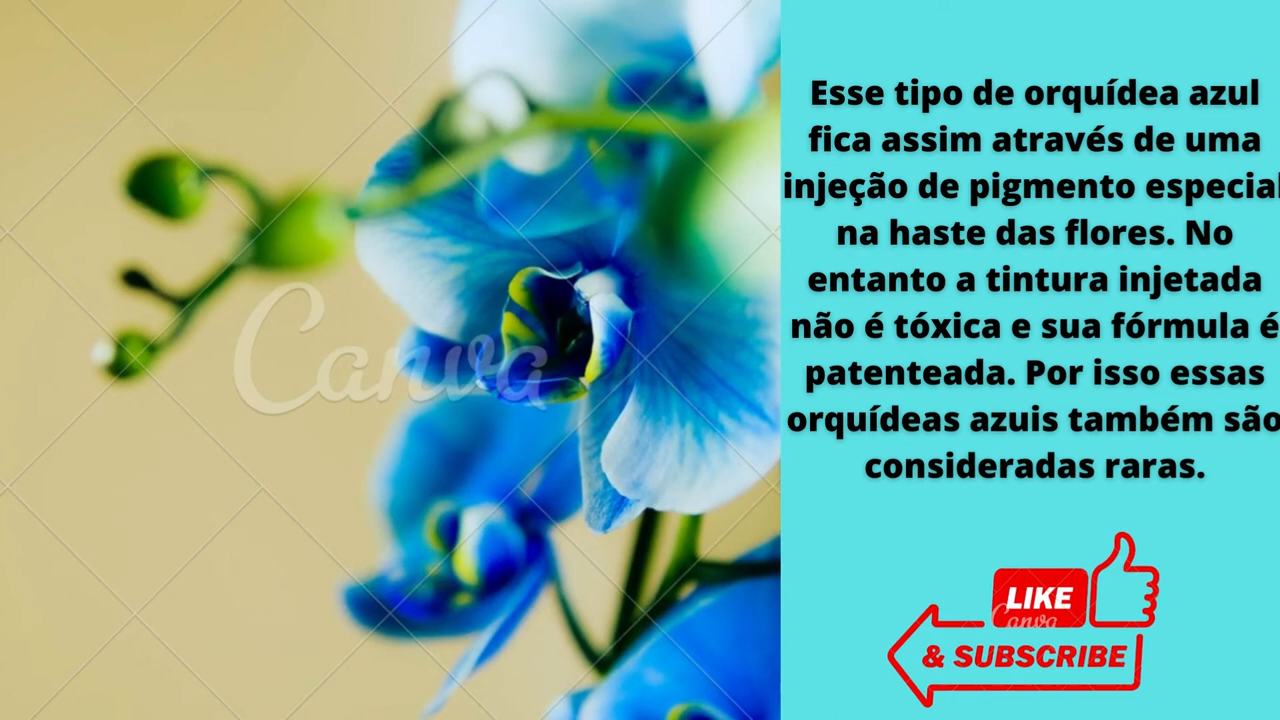 Esse tipo de orquídea azul
fica assim através de uma
injeção de pigmento especial
na haste das flores. No
entanto a tintura injetada
não é tóxica e sua fórmula é
patenteada. Por isso essas
orquídeas azuis também são
consideradas raras.
Canva
LIKE
Canva
& SUBSCRIBE